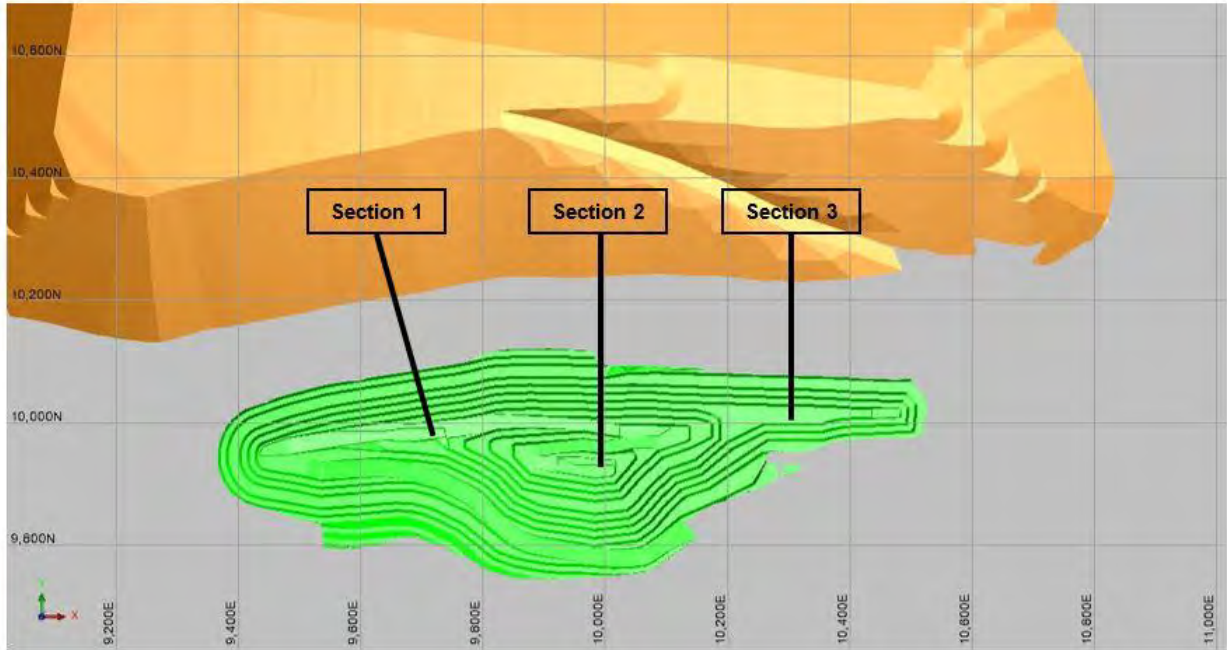 10,600N
10,400N
Section 1
Section 2
Section 3
10,200N
10,000N
9,800N
Y
X
9,200E
9,400E
9,600E
9,800E
10,000E
10,200E
10,400E
10,600E
10,800E
11,000E